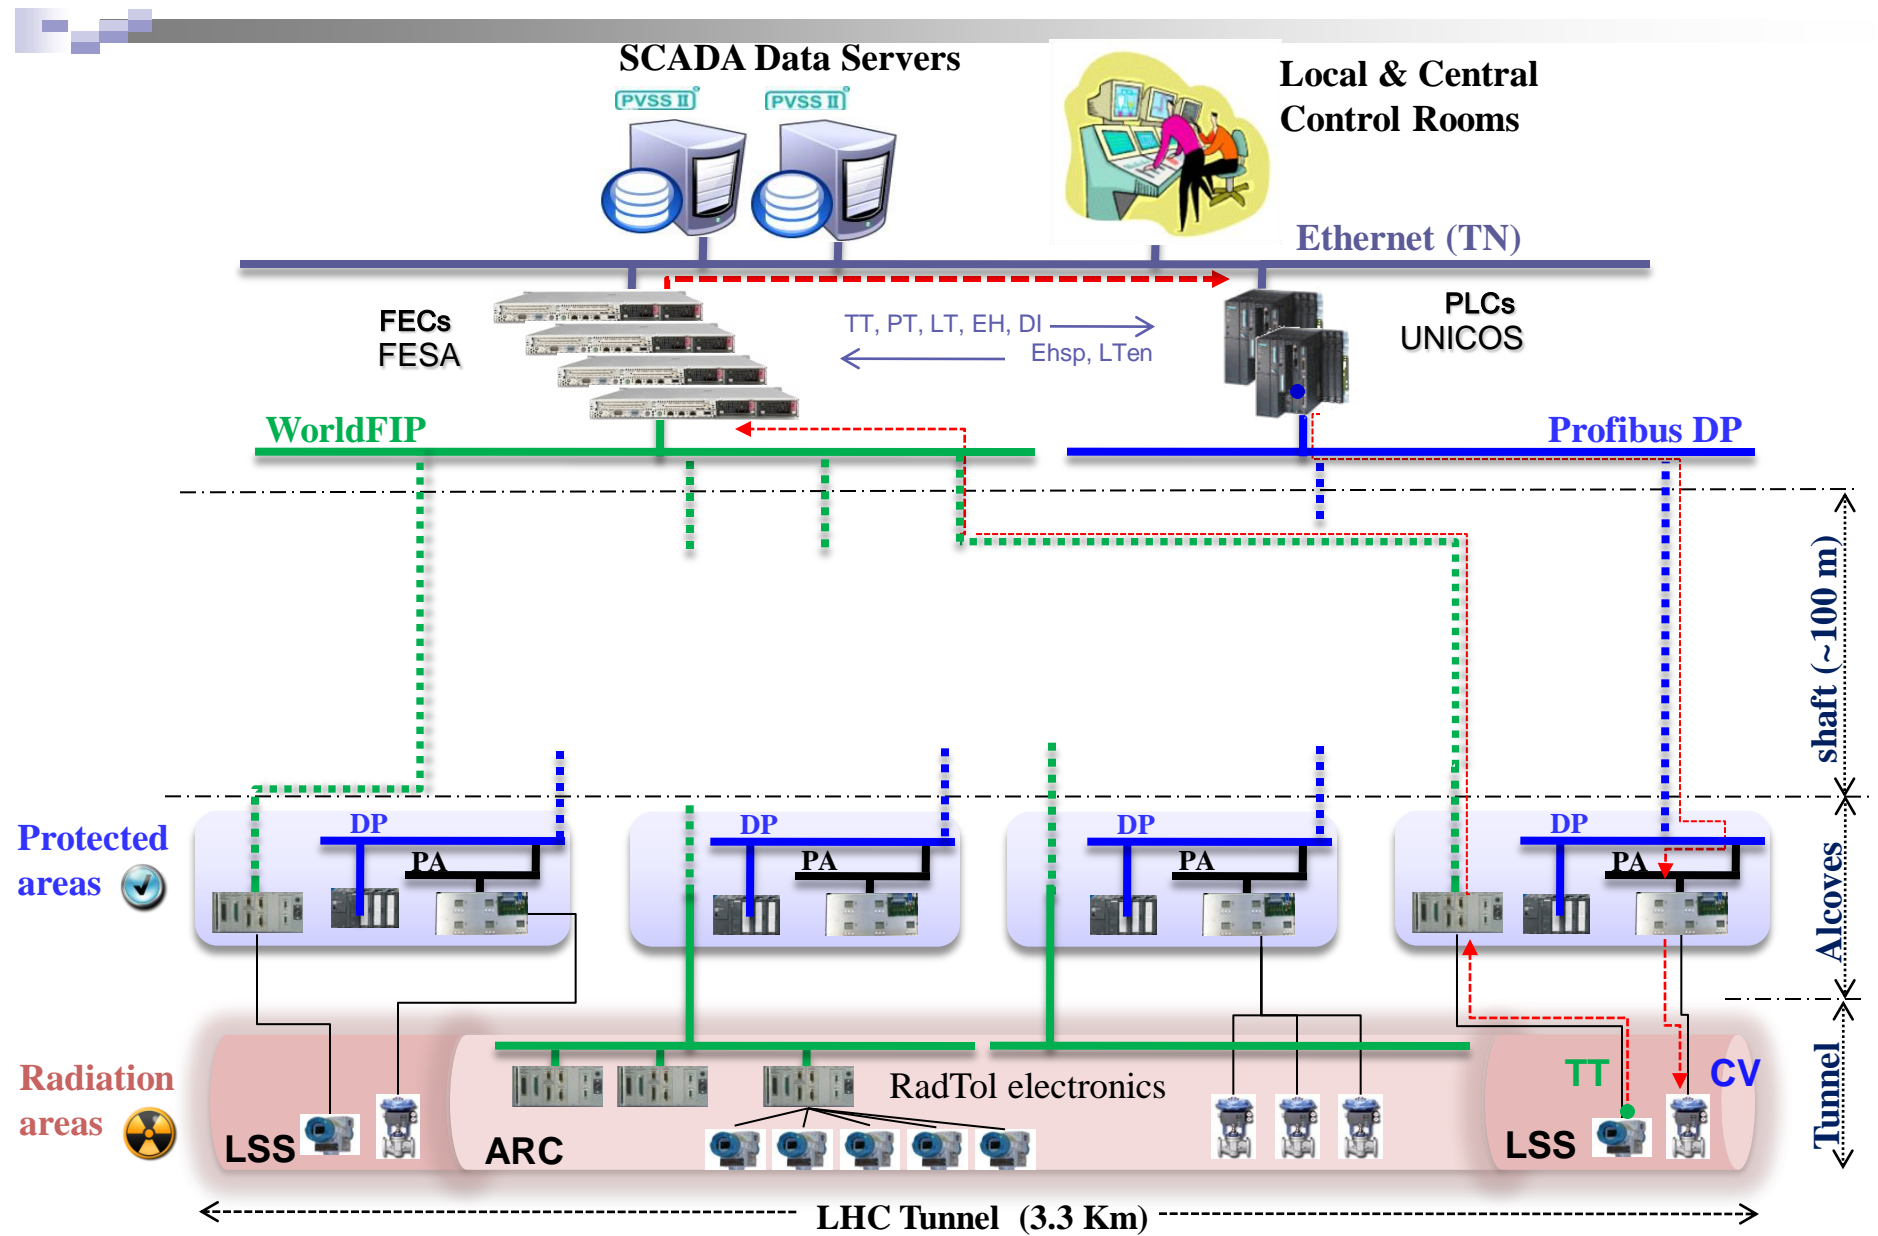 SCADA Data Servers
PVSS II
PVSS II
Local & Central
Control Rooms
Ethernet (TN)
FECs
FESA
TT, PT, LT, EH, DI
Ehsp, LTen
PLCs
UNICOS
WorldFIP
Profibus DP
shaft (~100 m)
Protected
areas
DP
PA
DP
PA
DP
PA
DP
PA
Alcoves
Radiation
areas
LSS
ARC
RadTol electronics
TT
CV
LSS
Tunnel
LHC Tunnel (3.3 Km)